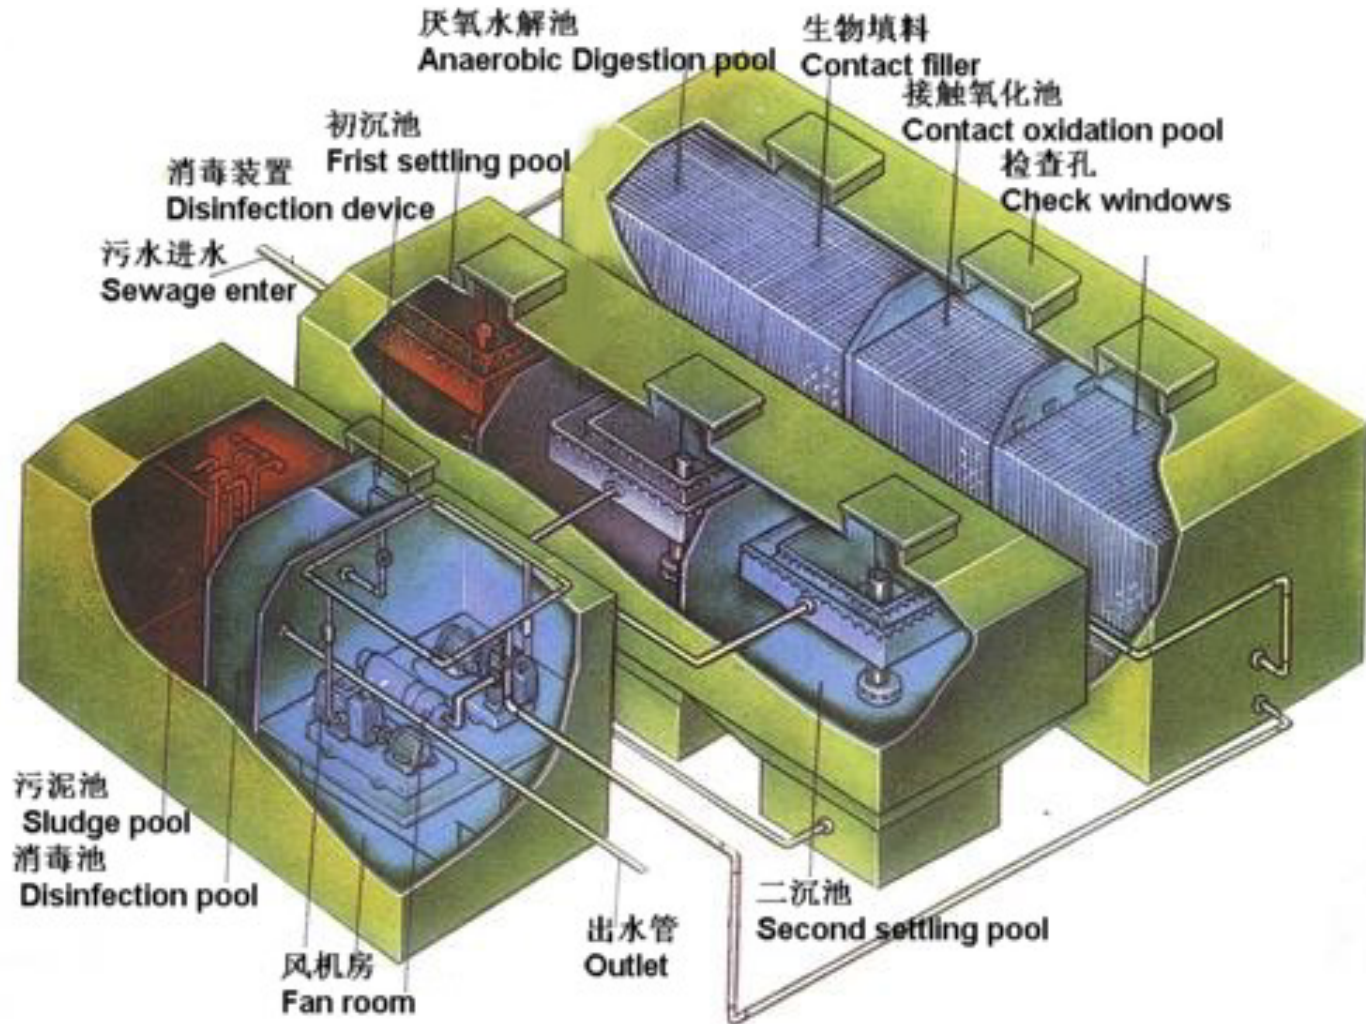 厌氧水解池
Anaerobic Digestion pool
生物填料
Contact filler
接触氧化池
Contact oxidation pool
检查孔
Check windows
初沉池
Frist settling pool
消毒装置
Disinfection device
污水进水
Sewage enter
污泥池
Sludge pool
消毒池
Disinfection pool
风机房
Fan room
出水管
Outlet
二沉池
Second settling pool